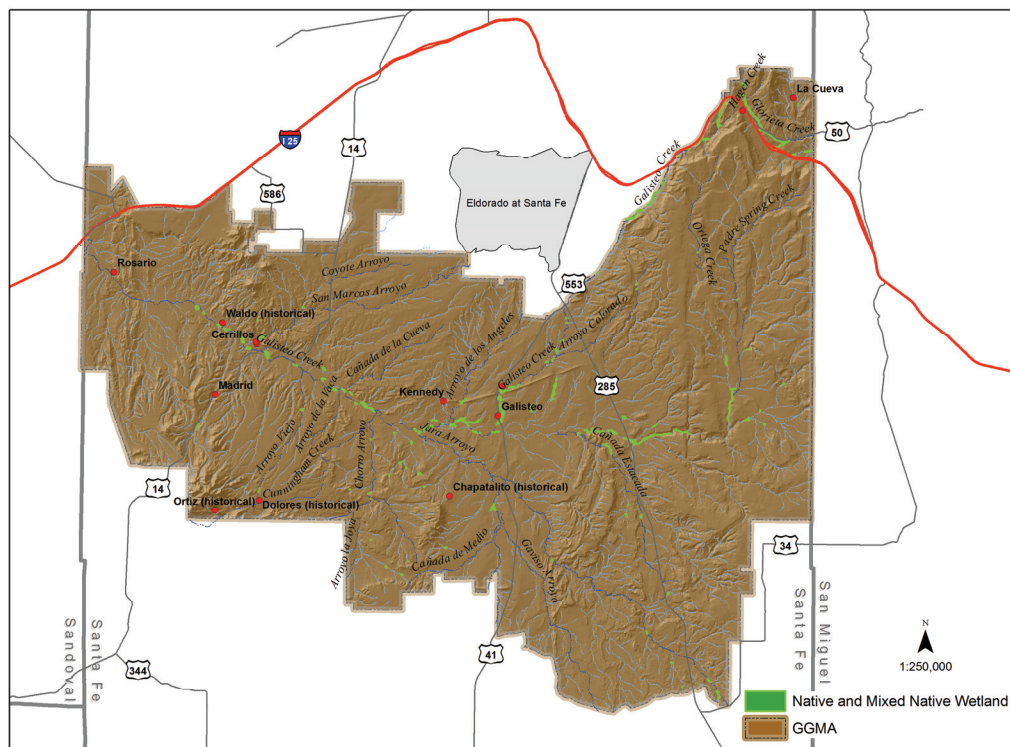 La Cueva
Hagen Creek
Glorieta Creek
50
I 25
14
Galisteo Creek
586
Eldorado at Santa Fe
Padre Spring Creek
Ortega Creek
Rosario
Coyote Arroyo
553
San Marcos Arroyo
Arroyo Colorado
Waldo (historical)
Cerrillos
Galisteo Creek
Cañada de la Cueva
Arroyo de los Angeles
Galisteo Creek
285
Madrid
Arroyo de la Vaca
Kennedy
Galisteo
Arroyo Viejo
Jara Arroyo
Cañada Estacada
Cunningham Creek
Chorro Arroyo
14
Chapatalito (historical)
Ortiz (historical)
Dolores (historical)
34
Arroyo la Joya
Cañada de Medio
Gaviso Arroyo
Sandoval
Santa Fe
Santa Fe
San Miguel
N
1:250,000
41
344
Native and Mixed Native Wetland
GGMA